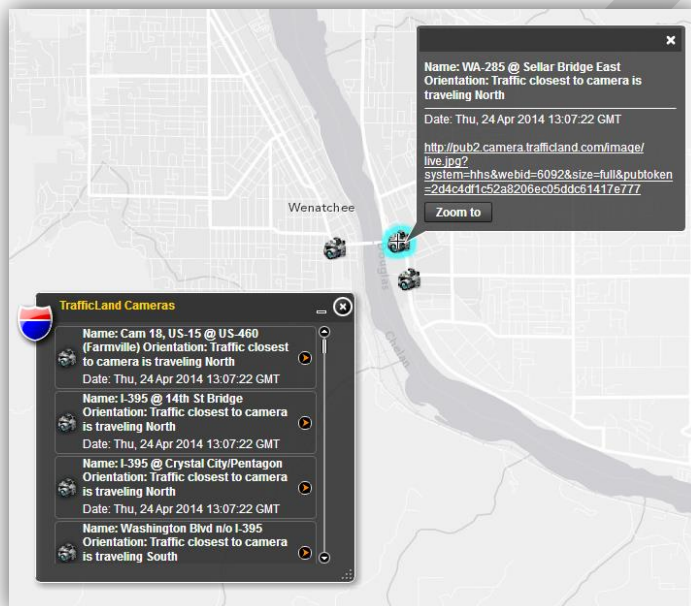 Name: WA-285 @ Sellar Bridge East
Orientation: Traffic closest to camera is
traveling North
Date: Thu, 24 Apr 2014 13:07:22 GMT
http://pub2.camera.trafficland.com/image/
live.jpg?
system=hhs&webid=6092&size=full&pubtoken
=2d4c4df1c52a8206ec05ddc61417e777
Zoom to
Wenatchee
Douglas
Chelan
TrafficLand Cameras
Name: Cam 18, US-15 @ US-460
(Farmville) Orientation: Traffic closest
to camera is traveling North
Date: Thu, 24 Apr 2014 13:07:22 GMT
Name: I-395 @ 14th St Bridge
Orientation: Traffic closest to camera
is traveling North
Date: Thu, 24 Apr 2014 13:07:22 GMT
Name: I-395 @ Crystal City/Pentagon
Orientation: Traffic closest to camera
is traveling North
Date: Thu, 24 Apr 2014 13:07:22 GMT
Name: Washington Blvd n/o I-395
Orientation: Traffic closest to camera
is traveling South